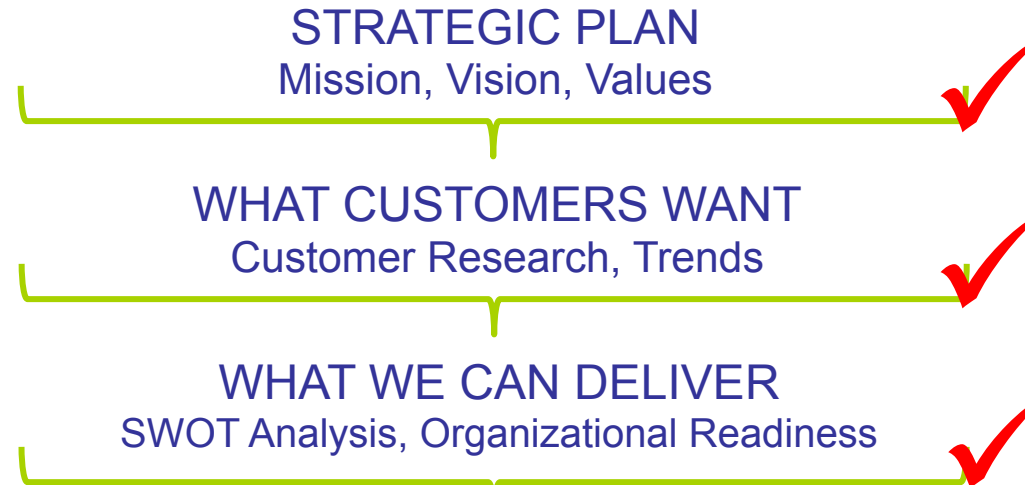 STRATEGIC PLAN
Mission, Vision, Values
WHAT CUSTOMERS WANT
Customer Research, Trends
WHAT WE CAN DELIVER
SWOT Analysis, Organizational Readiness